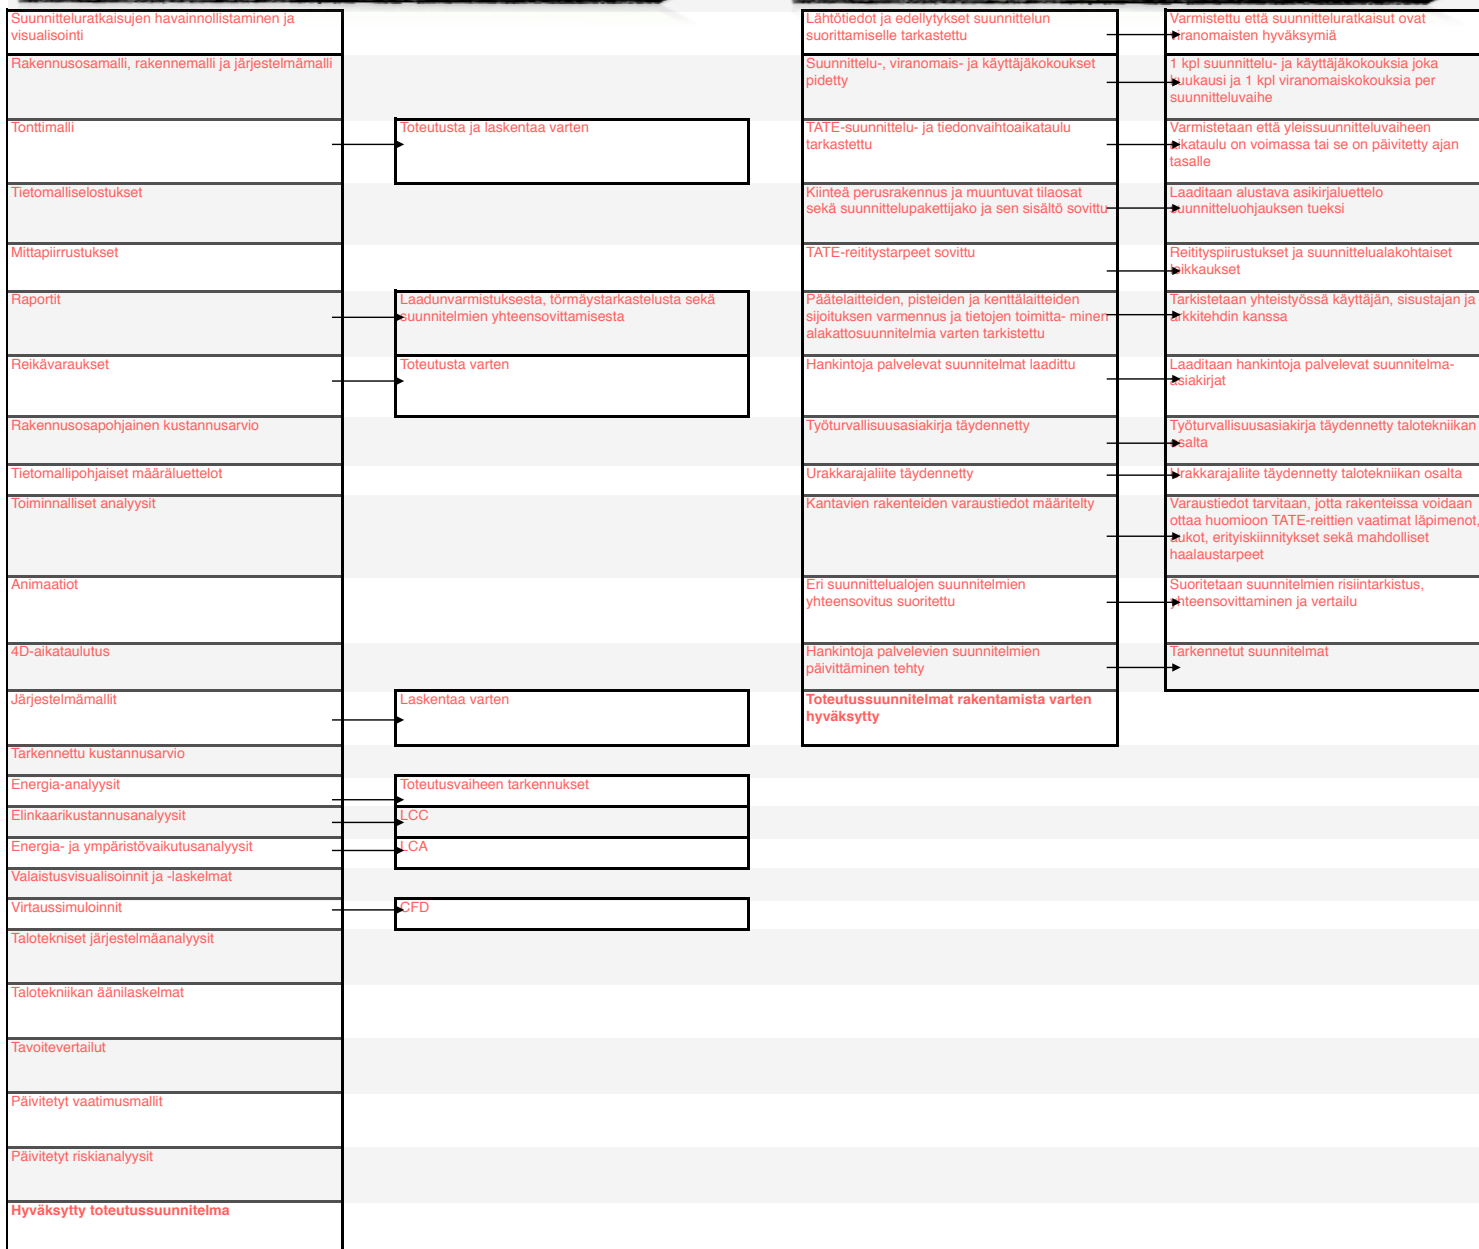 Suunnitteluratkaisujen havainnollistaminen ja
visualisointi
Rakennusosamalli, rakennemalli ja järjestelmämalli
Tonttimalli
Toteutusta ja laskentaa varten
Tietomalliselostukset
Mittapiirrustukset
Raportit
Laadunvarmistuksesta, törmäystarkastelusta sekä
suunnitelmien yhteensovittamisesta
Reikävaraukset
Toteutusta varten
Rakennusosapohjainen kustannusarvio
Tietomallipohjaiset määräluettelot
Toiminnalliset analyysit
Animaatiot
4D-aikataulutus
Järjestelmämallit
Laskentaa varten
Tarkennettu kustannusarvio
Energia-analyysit
Toteutusvaiheen tarkennukset
Elinkaarikustannusanalyysit
LCC
Energia- ja ympäristövaikutusanalyysit
LCA
Valaistusvisualisoinnit ja -laskelmat
Virtaussimuloinnit
CFD
Talotekniset järjestelmäanalyysit
Talotekniikan äänilaskelmat
Tavoitevertailut
Päivitetyt vaatimusmallit
Päivitetyt riskianalyysit
Hyväksytty toteutussuunnitelma
Lähtötiedot ja edellytykset suunnittelun
suorittamiselle tarkastettu
Varmistettu että suunnitteluratkaisut ovat
viranomaisten hyväksymiä
Suunnittelu-, viranomais- ja käyttäjäkokoukset
pidetty
1 kpl suunnittelu- ja käyttäjäkokouksia joka
kuukausi ja 1 kpl viranomaiskokouksia per
suunnitteluvaihe
TATE-suunnittelu- ja tiedonvaihtoaikataulu
tarkastettu
Varmistetaan että yleissuunnitteluvaiheen
aikataulu on voimassa tai se on päivitetty ajan
tasalle
Kiinteä perusrakennus ja muuntuvat tilaosat
sekä suunnittelupakettijako ja sen sisältö sovittu
Laaditaan alustava asikirjaluettelo
suunnitteluohjauksen tueksi
TATE-reititystarpeet sovittu
Reitityspiirustukset ja suunnittelualakohtaiset
leikkaukset
Päätelaitteiden, pisteiden ja kenttälaitteiden
sijoituksen varmennus ja tietojen toimitta- minen
alakattosuunnitelmia varten tarkistettu
Tarkistetaan yhteistyössä käyttäjän, sisustajan ja
arkkitehdin kanssa
Hankintoja palvelevat suunnitelmat laadittu
Laaditaan hankintoja palvelevat suunnitelma-
asiakirjat
Työturvallisuusasiakirja täydennetty
Työturvallisuusasiakirja täydennetty talotekniikan
osalta
Urakkarajaliite täydennetty
Urakkarajaliite täydennetty talotekniikan osalta
Kantavien rakenteiden varaustiedot määritelty
Varaustiedot tarvitaan, jotta rakenteissa voidaan
ottaa huomioon TATE-reittien vaatimat läpimenot,
aukot, erityiskiinnitykset sekä mahdolliset
haalaustarpeet
Eri suunnittelualojen suunnitelmien
yhteensovitus suoritettu
Suoritetaan suunnitelmien risiintarkistus,
yhteensovittaminen ja vertailu
Hankintoja palvelevien suunnitelmien
päivittäminen tehty
Tarkennetut suunnitelmat
Toteutussuunnitelmat rakentamista varten
hyväksytty